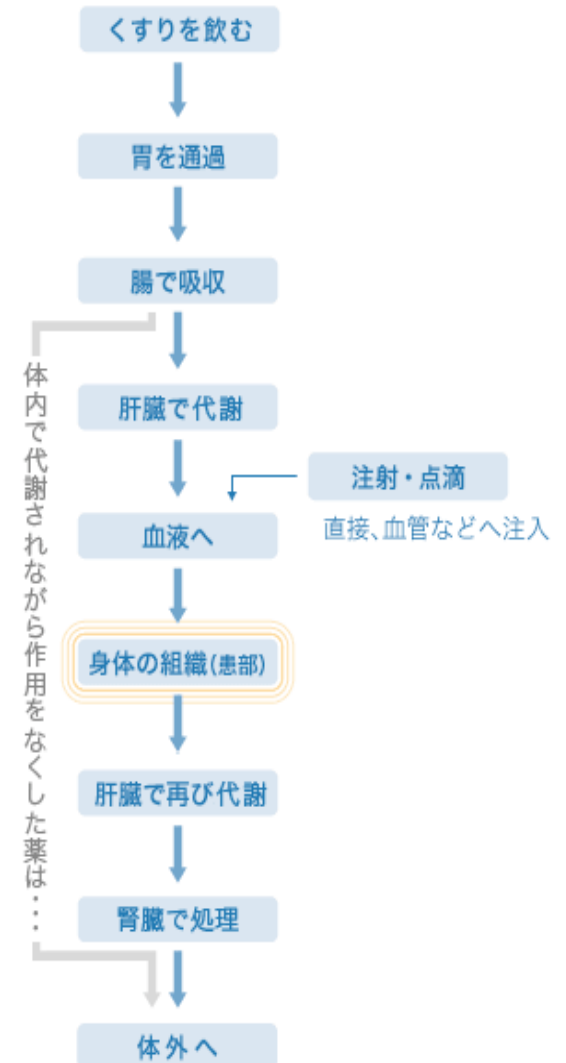 くすりを飲む
胃を通過
腸で吸収
肝臓で代謝
注射・点滴
直接、血管などへ注入
血液へ
身体の組織(患部)
肝臓で再び代謝
腎臓で処理
体外へ
体内で代謝されながら作用をなくした薬は・・・